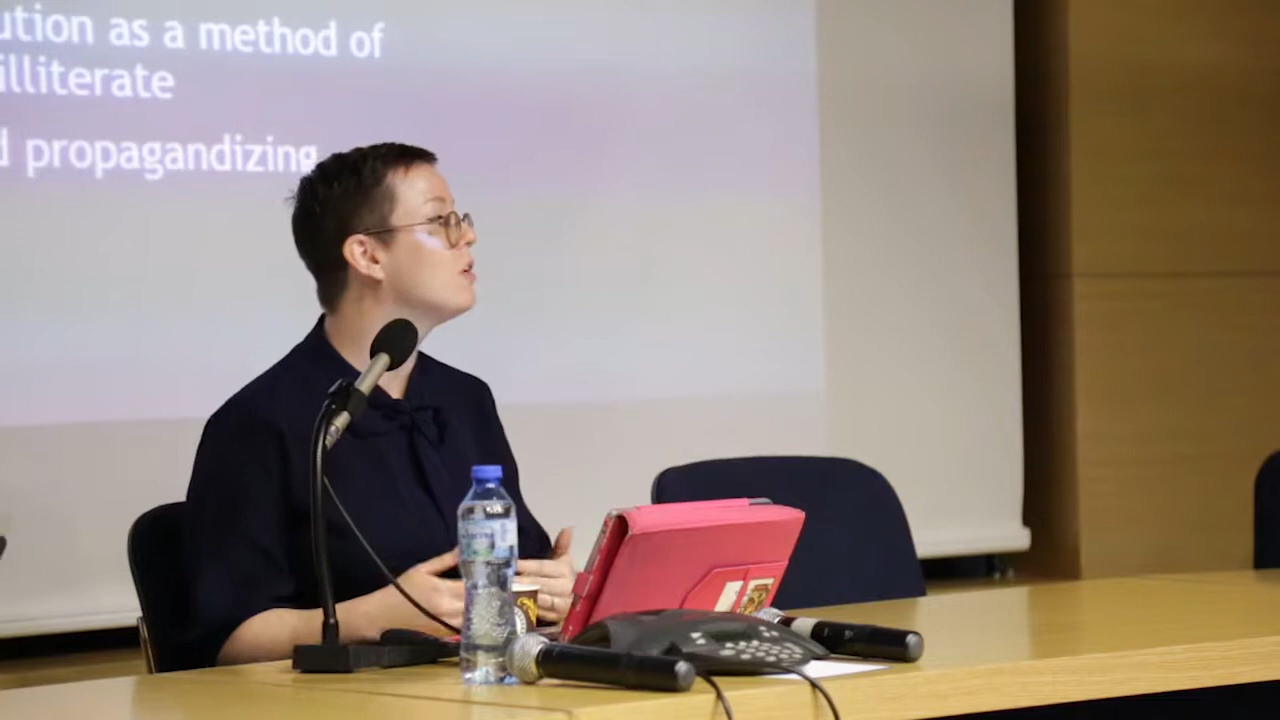 ution as a method of
illiterate
d propagandizing